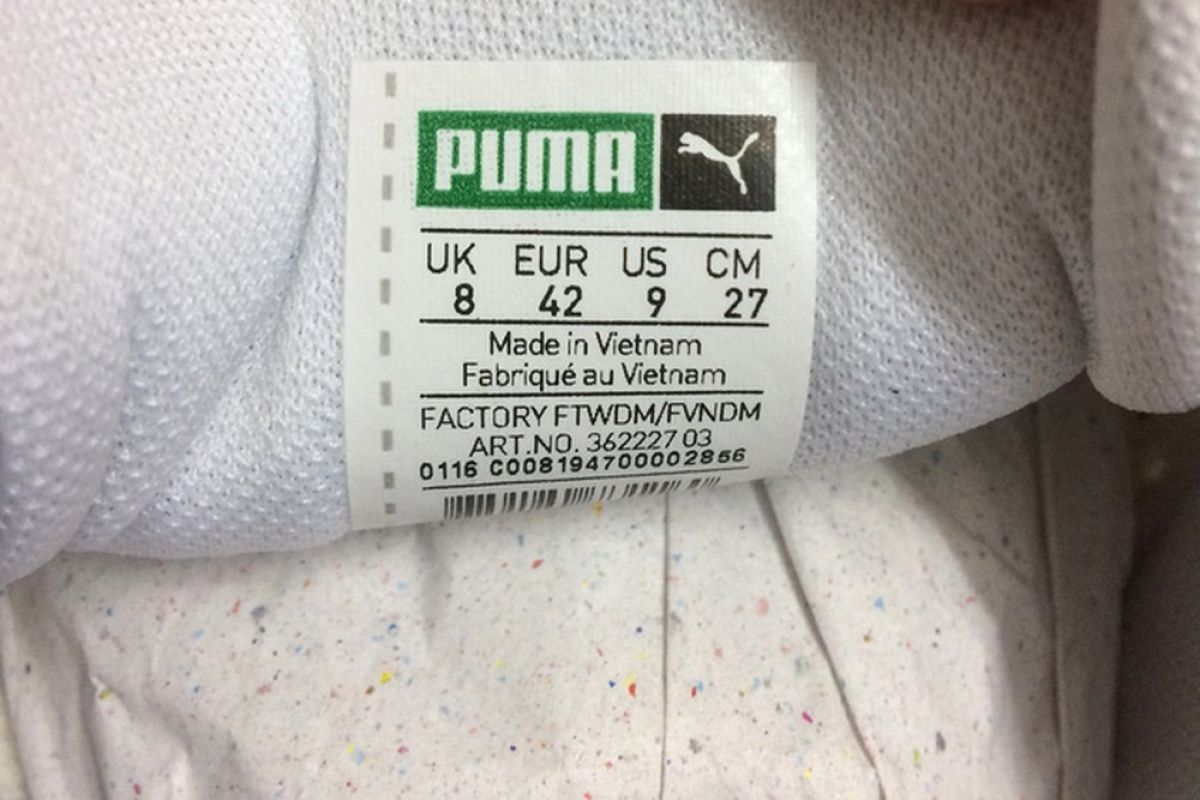 PUMA
UK EUR US CM
8 42 9 27
Made in Vietnam
Fabriqué au Vietnam
FACTORY FTWDM/FVNDM
ART.NO. 362227 03
0116 C008194700002856